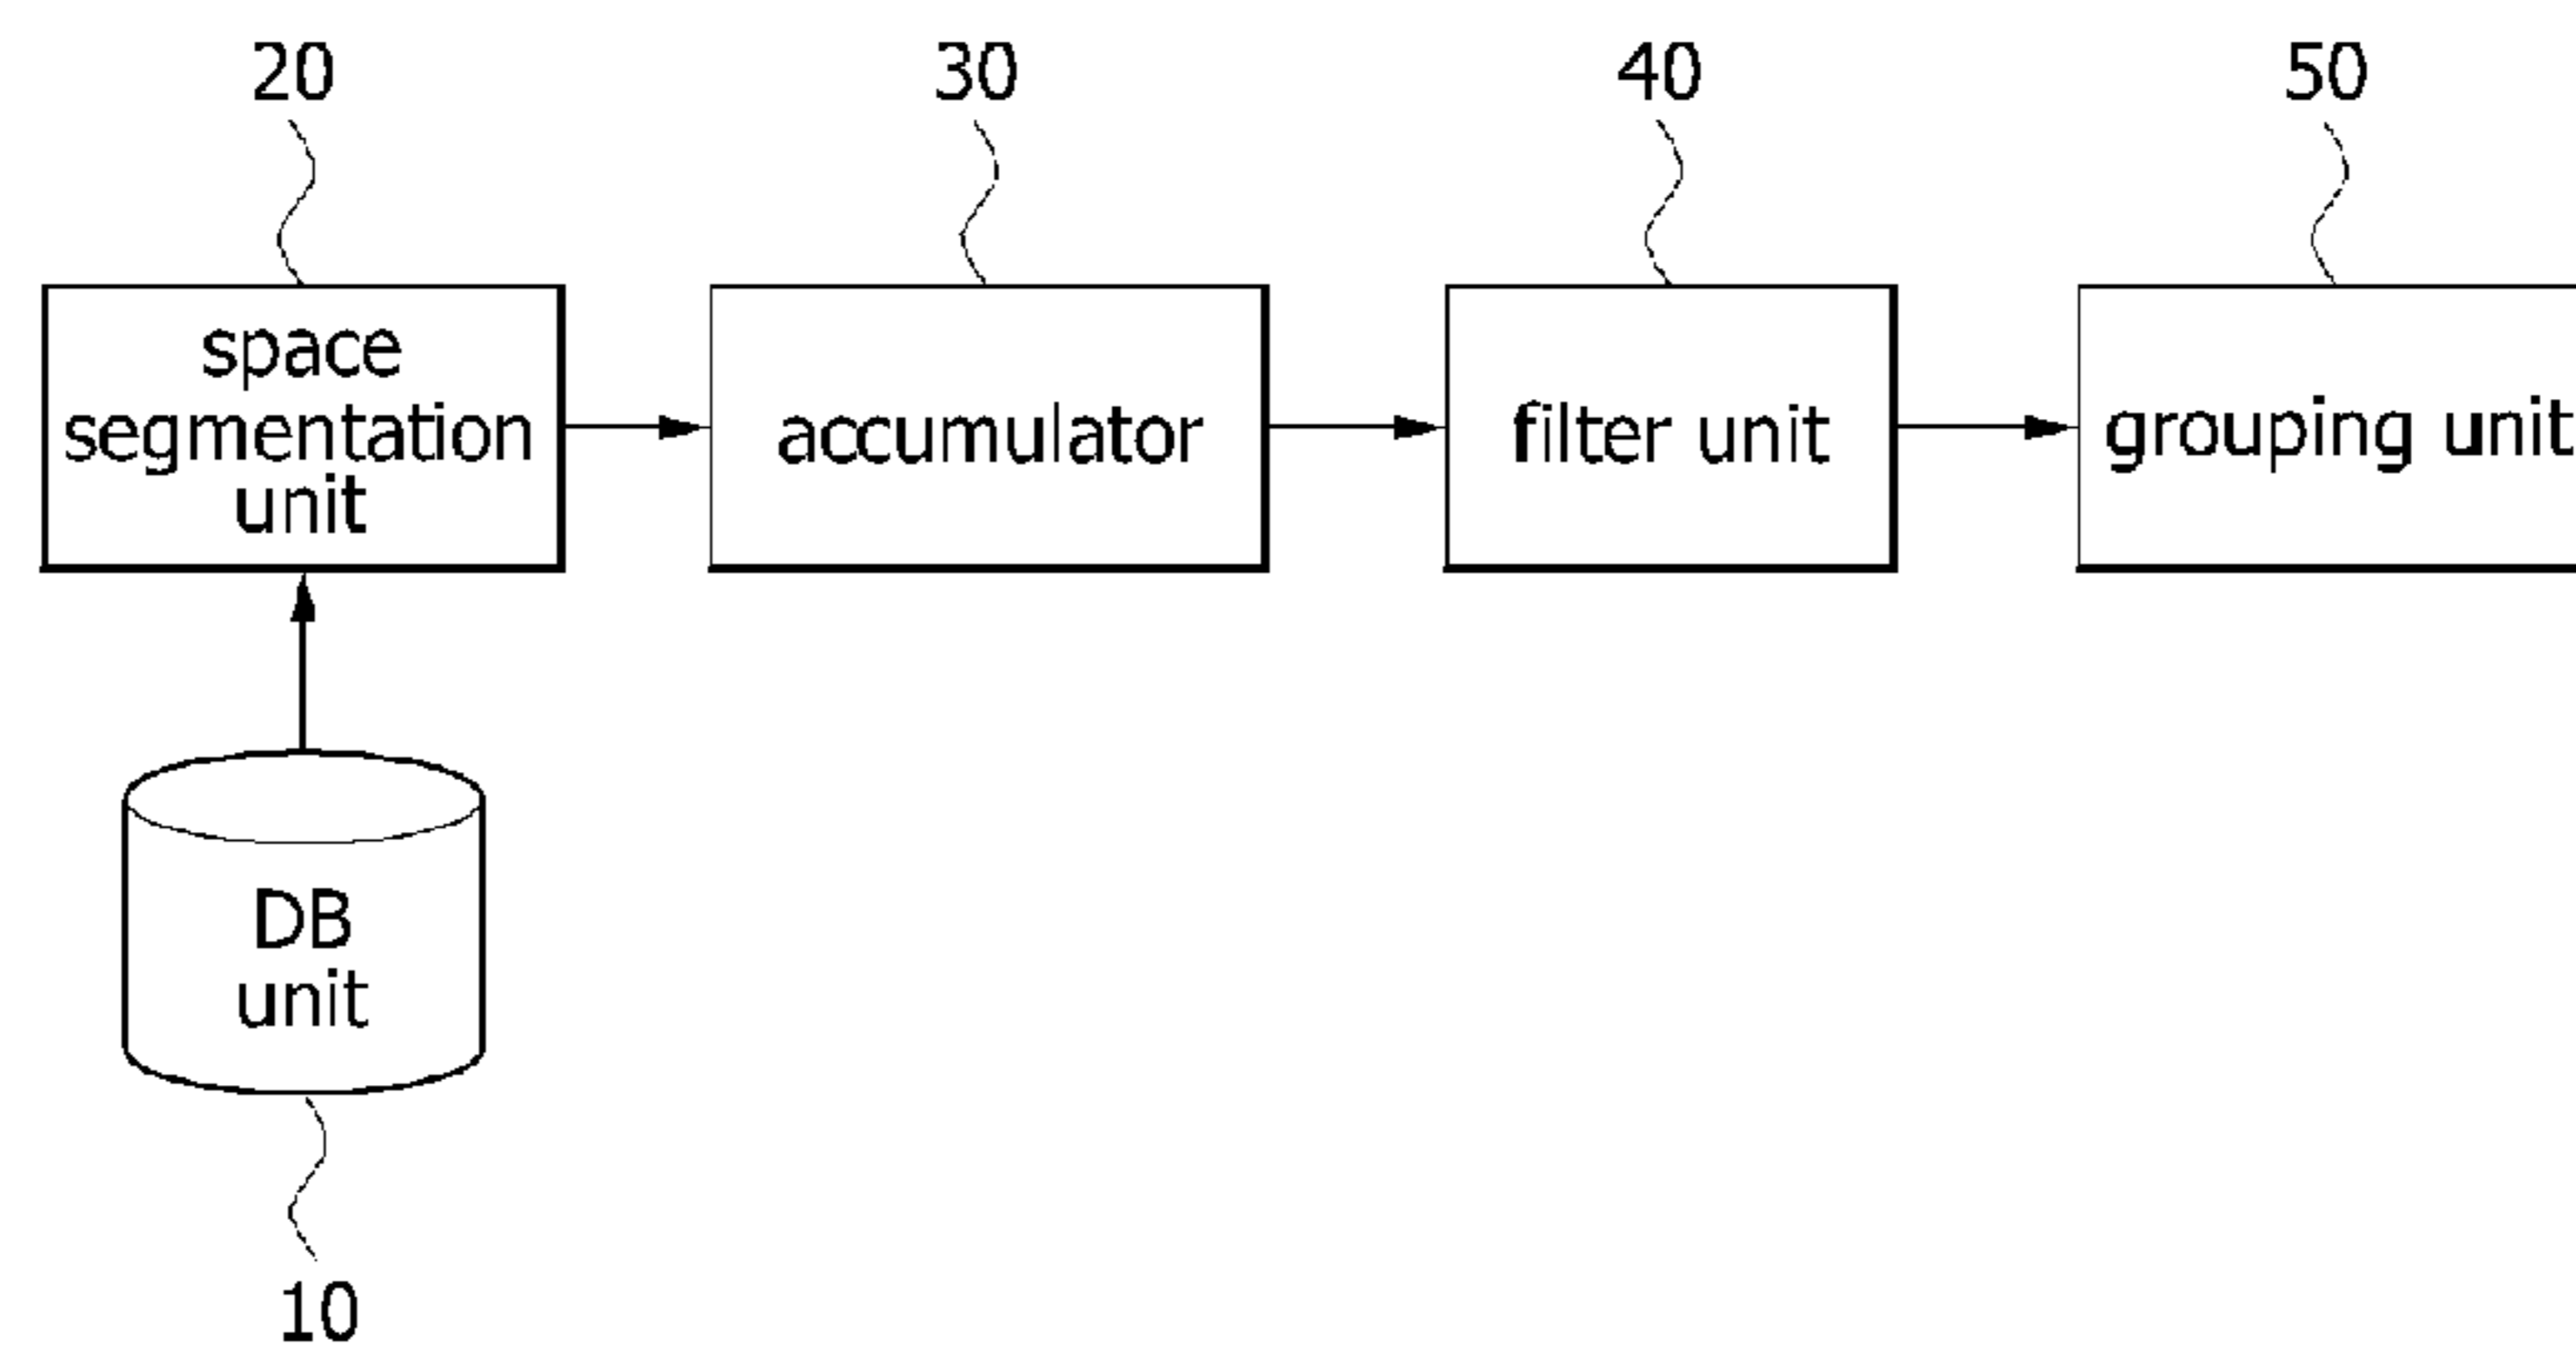 20
30
40
50
space
segmentation
unit
accumulator
filter unit
grouping unit
DB
unit
10